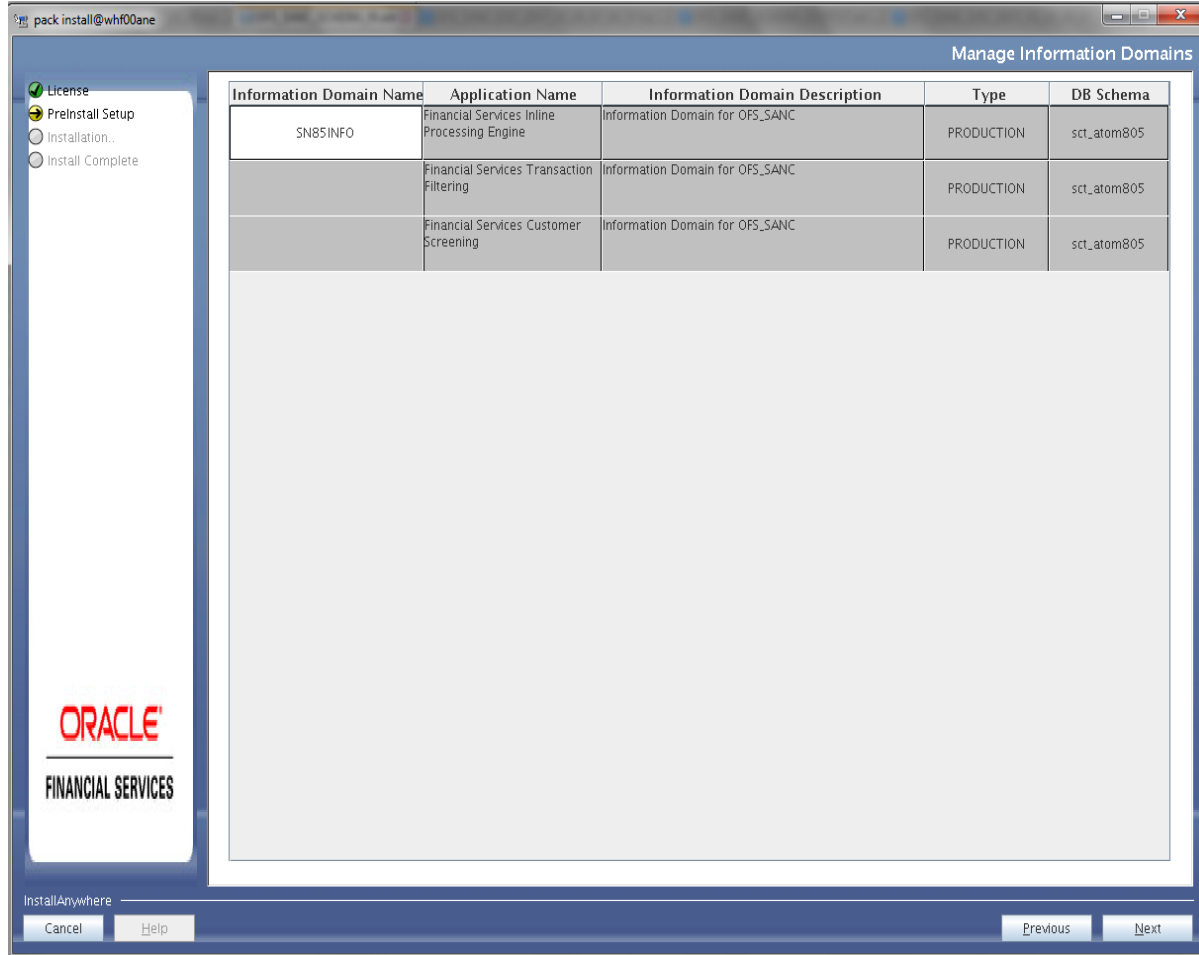 pack install@whf00ane
Manage Information Domains
License
PreInstall Setup
Installation..
Install Complete
Information Domain Name Application Name Information Domain Description Type DB Schema
SN85INFO Financial Services Inline Information Domain for OFS_SANC PRODUCTION sct_atom805
Processing Engine
Financial Services Transaction Information Domain for OFS_SANC PRODUCTION sct_atom805
Filtering
Financial Services Customer Information Domain for OFS_SANC PRODUCTION sct_atom805
Screening
ORACLE
FINANCIAL SERVICES
InstallAnywhere
Cancel Help Previous Next